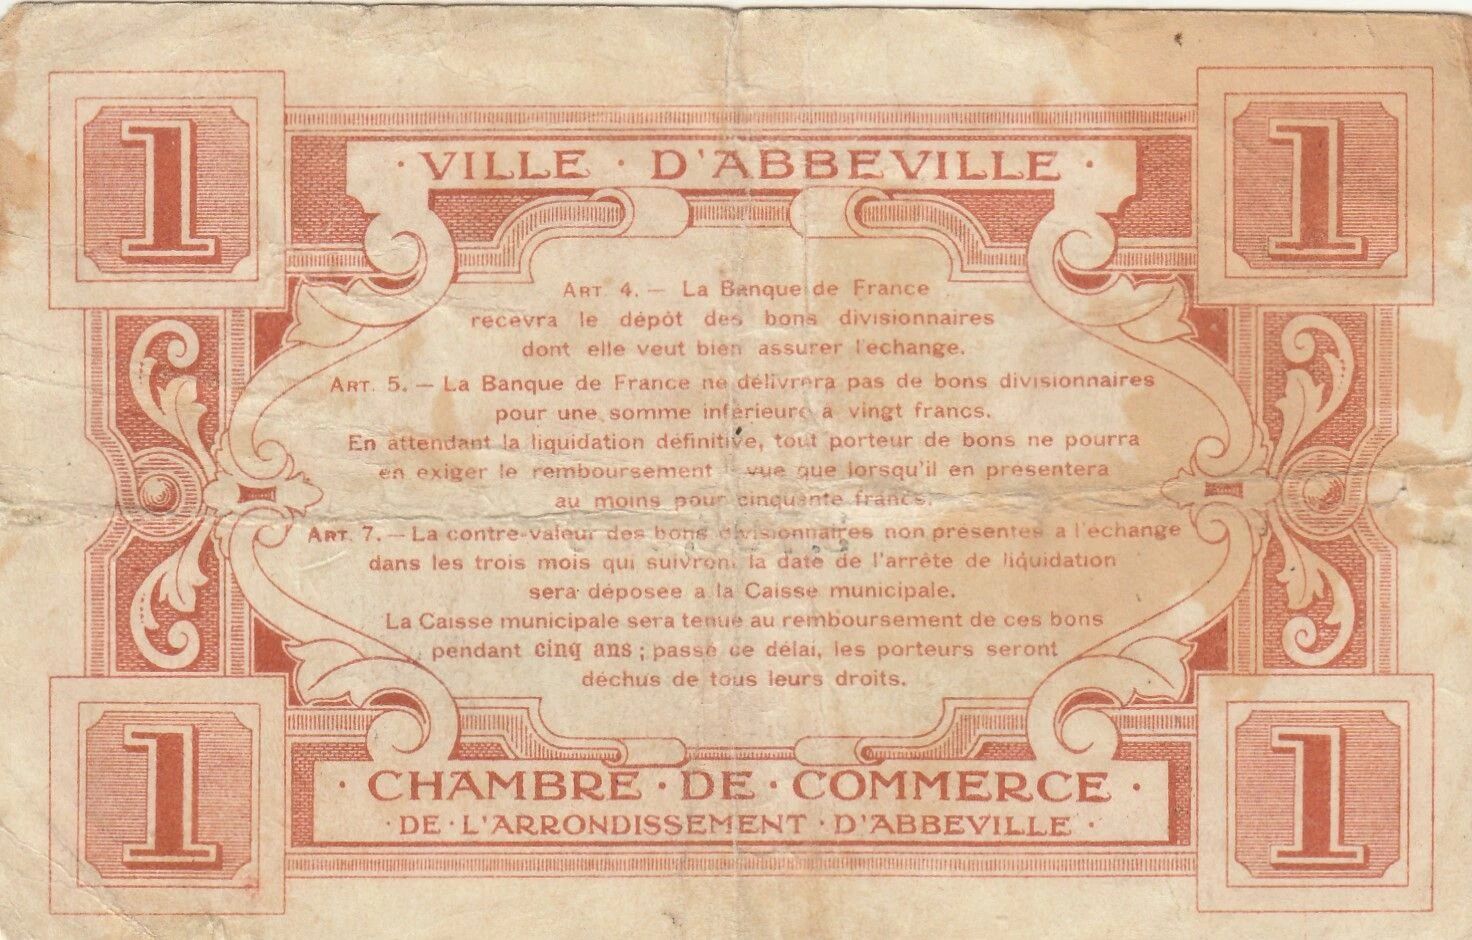 1
1
· VILLE · D'ABBEVILLE ·
ART. 4. — La Banque de France
recevra le dépôt des bons divisionnaires
dont elle veut bien assurer l'echange.
ART. 5. — La Banque de France ne délivrera pas de bons divisionnaires
pour une somme inférieure à vingt francs.
En attendant la liquidation définitive, tout porteur de bons ne pourra
en exiger le remboursement vue que lorsqu'il en présentera
au moins pour cinquante francs.
ART. 7. — La contre-valeur des bons divisionnaires non présentés a l'échange
dans les trois mois qui suivront la date de l'arrête de liquidation
sera déposée a la Caisse municipale.
La Caisse municipale sera tenue au remboursement de ces bons
pendant cinq ans ; passé ce délai, les porteurs seront
déchus de tous leurs droits.
1
1
· CHAMBRE · DE · COMMERCE ·
· DE · L'ARRONDISSEMENT · D'ABBEVILLE ·